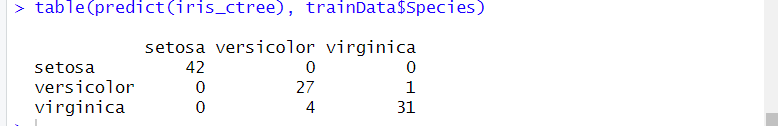 > table(predict(iris_ctree), trainData$Species)
setosa versicolor virginica
setosa 42 0 0
versicolor 0 27 1
virginica 0 4 31
>